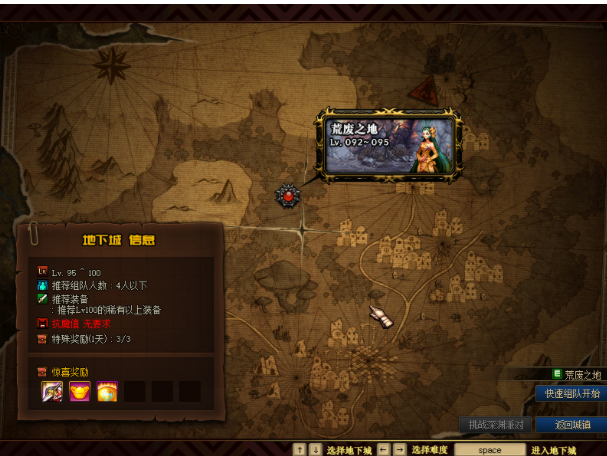 荒废之地
Lv. 092~095
地下城 信息
Lv. 95 ~ 100
推荐组队人数 : 4人以下
推荐装备
: 推荐Lv100的稀有以上装备
抗魔值 无要求
特殊奖励(1天) : 3/3
惊喜奖励
荒废之地
快速组队开始
挑战深渊派对
返回城镇
↑ ↓ 选择地下城 ← → 选择难度 space 进入地下城